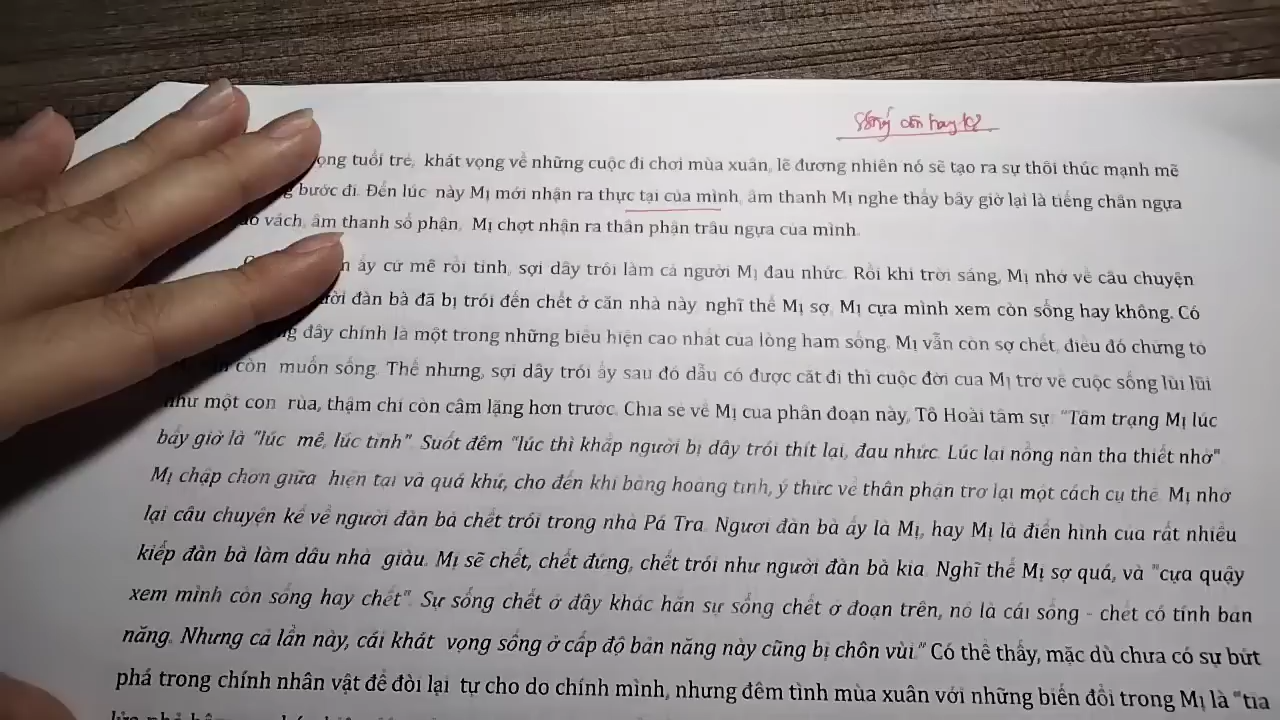 sống còn hay ko?
ọng tuổi trẻ, khát vọng về những cuộc đi chơi mùa xuân, lẽ đương nhiên nó sẽ tạo ra sự thôi thúc mạnh mẽ
bước đi. Đến lúc này Mị mới nhận ra thực tại của mình, âm thanh Mị nghe thấy bây giờ lại là tiếng chân ngựa
vách, âm thanh số phận. Mị chợt nhận ra thân phận trâu ngựa của mình.
ấy cứ mê rồi tỉnh, sợi dây trói làm cả người Mị đau nhức. Rồi khi trời sáng, Mị nhớ về câu chuyện
ời đàn bà đã bị trói đến chết ở căn nhà này nghĩ thế Mị sợ. Mị cựa mình xem còn sống hay không. Có
đây chính là một trong những biểu hiện cao nhất của lòng ham sống. Mị vẫn còn sợ chết, điều đó chứng tỏ
còn muốn sống. Thế nhưng, sợi dây trói ấy sau đó dẫu có được cắt đi thì cuộc đời của Mị trở về cuộc sống lùi lũi
như một con rùa, thậm chí còn câm lặng hơn trước. Chia sẻ về Mị của phân đoạn này, Tô Hoài tâm sự: "Tâm trạng Mị lúc
bấy giờ là "lúc mê, lúc tỉnh". Suốt đêm "lúc thì khắp người bị dây trói thít lại, đau nhức. Lúc lại nồng nàn tha thiết nhớ"
Mị chập chờn giữa hiện tại và quá khứ, cho đến khi bàng hoàng tỉnh, ý thức về thân phận trở lại một cách cụ thể. Mị nhớ
lại câu chuyện kể về người đàn bà chết trói trong nhà Pá Tra. Người đàn bà ấy là Mị, hay Mị là điển hình của rất nhiều
kiếp đàn bà làm dâu nhà giàu. Mị sẽ chết, chết đứng, chết trói như người đàn bà kia. Nghĩ thế Mị sợ quá, và "cựa quậy
xem mình còn sống hay chết". Sự sống chết ở đây khác hẳn sự sống chết ở đoạn trên, nó là cái sống - chết có tính bản
năng. Nhưng cả lần này, cái khát vọng sống ở cấp độ bản năng này cũng bị chôn vùi." Có thể thấy, mặc dù chưa có sự bứt
phá trong chính nhân vật để đòi lại tự cho do chính mình, nhưng đêm tình mùa xuân với những biến đổi trong Mị là "tia